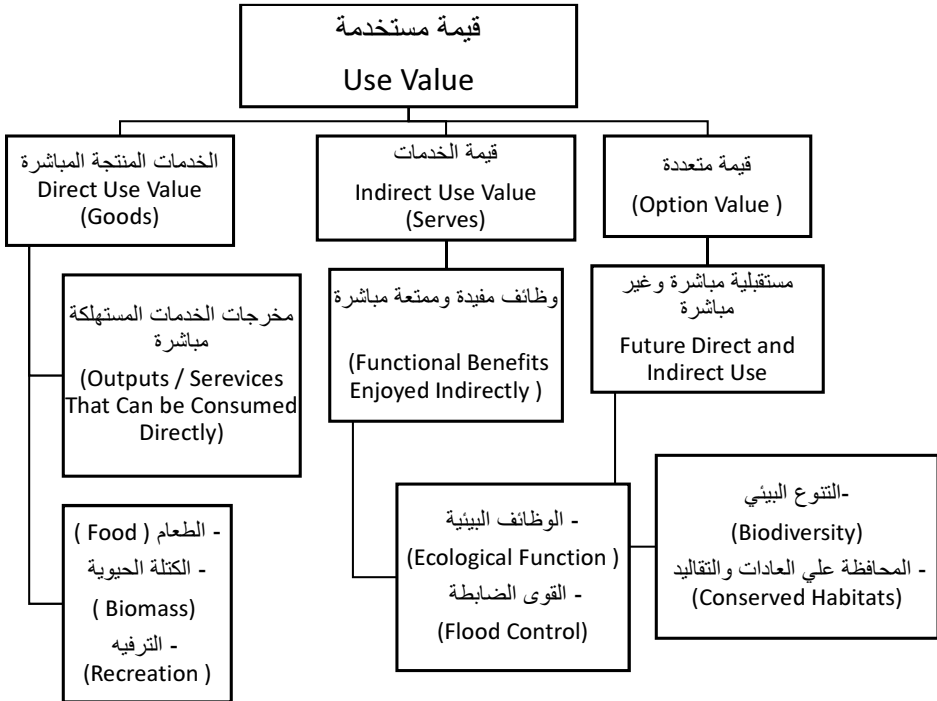 قيمة مستخدمة
Use Value
الخدمات المنتجة المباشرة
Direct Use Value
(Goods)
قيمة الخدمات
Indirect Use Value
(Serves)
قيمة متعددة
(Option Value )
مخرجات الخدمات المستهلكة
مباشرة
(Outputs / Serevices
That Can be Consumed
Directly)
وظائف مفيدة وممتعة مباشرة
(Functional Benefits
Enjoyed Indirectly )
مستقبلية مباشرة وغير
مباشرة
Future Direct and
Indirect Use
- الطعام ( Food )
- الكتلة الحيوية
( Biomass)
- الترفيه
(Recreation )
- الوظائف البيئية
(Ecological Function )
- القوى الضابطة
(Flood Control)
-التنوع البيئي
(Biodiversity)
- المحافظة علي العادات والتقاليد
(Conserved Habitats)